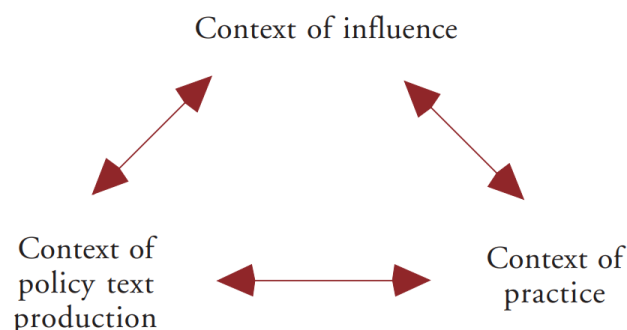 Context of influence
Context of
policy text
production
Context of
practice